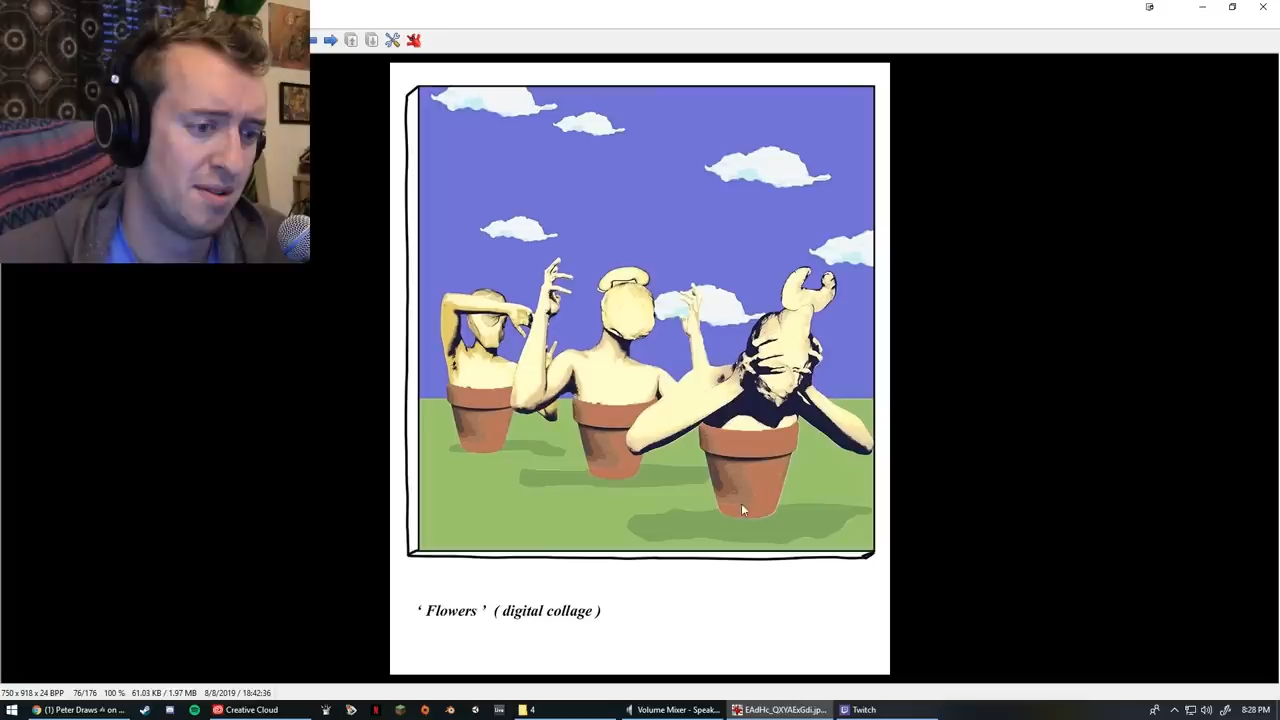 ‘ Flowers ’ ( digital collage )
750 x 918 x 24 BPP 76/176 100 % 61.03 KB / 1.97 MB 8/8/2019 / 18:42:36
(1) Peter Draws on ... Creative Cloud Live 4 Volume Mixer - Speak... EAdHc_QXYAExGdi.jp... Twitch 8:28 PM